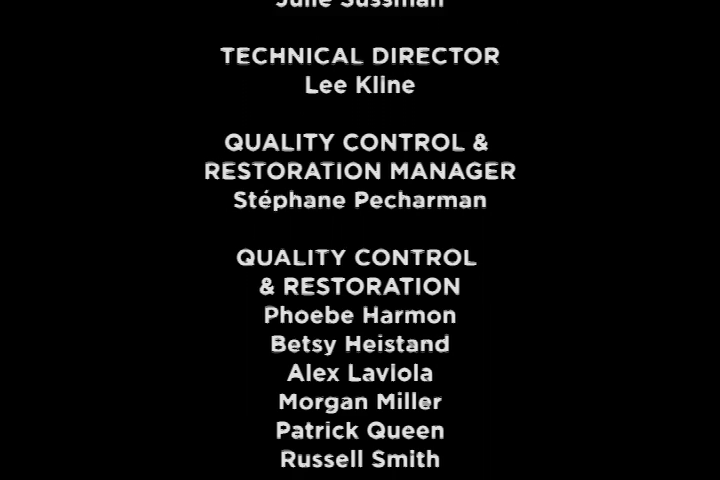 Julie Sussman
TECHNICAL DIRECTOR
Lee Kline
QUALITY CONTROL &
RESTORATION MANAGER
Stéphane Pecharman
QUALITY CONTROL
& RESTORATION
Phoebe Harmon
Betsy Heistand
Alex Laviola
Morgan Miller
Patrick Queen
Russell Smith